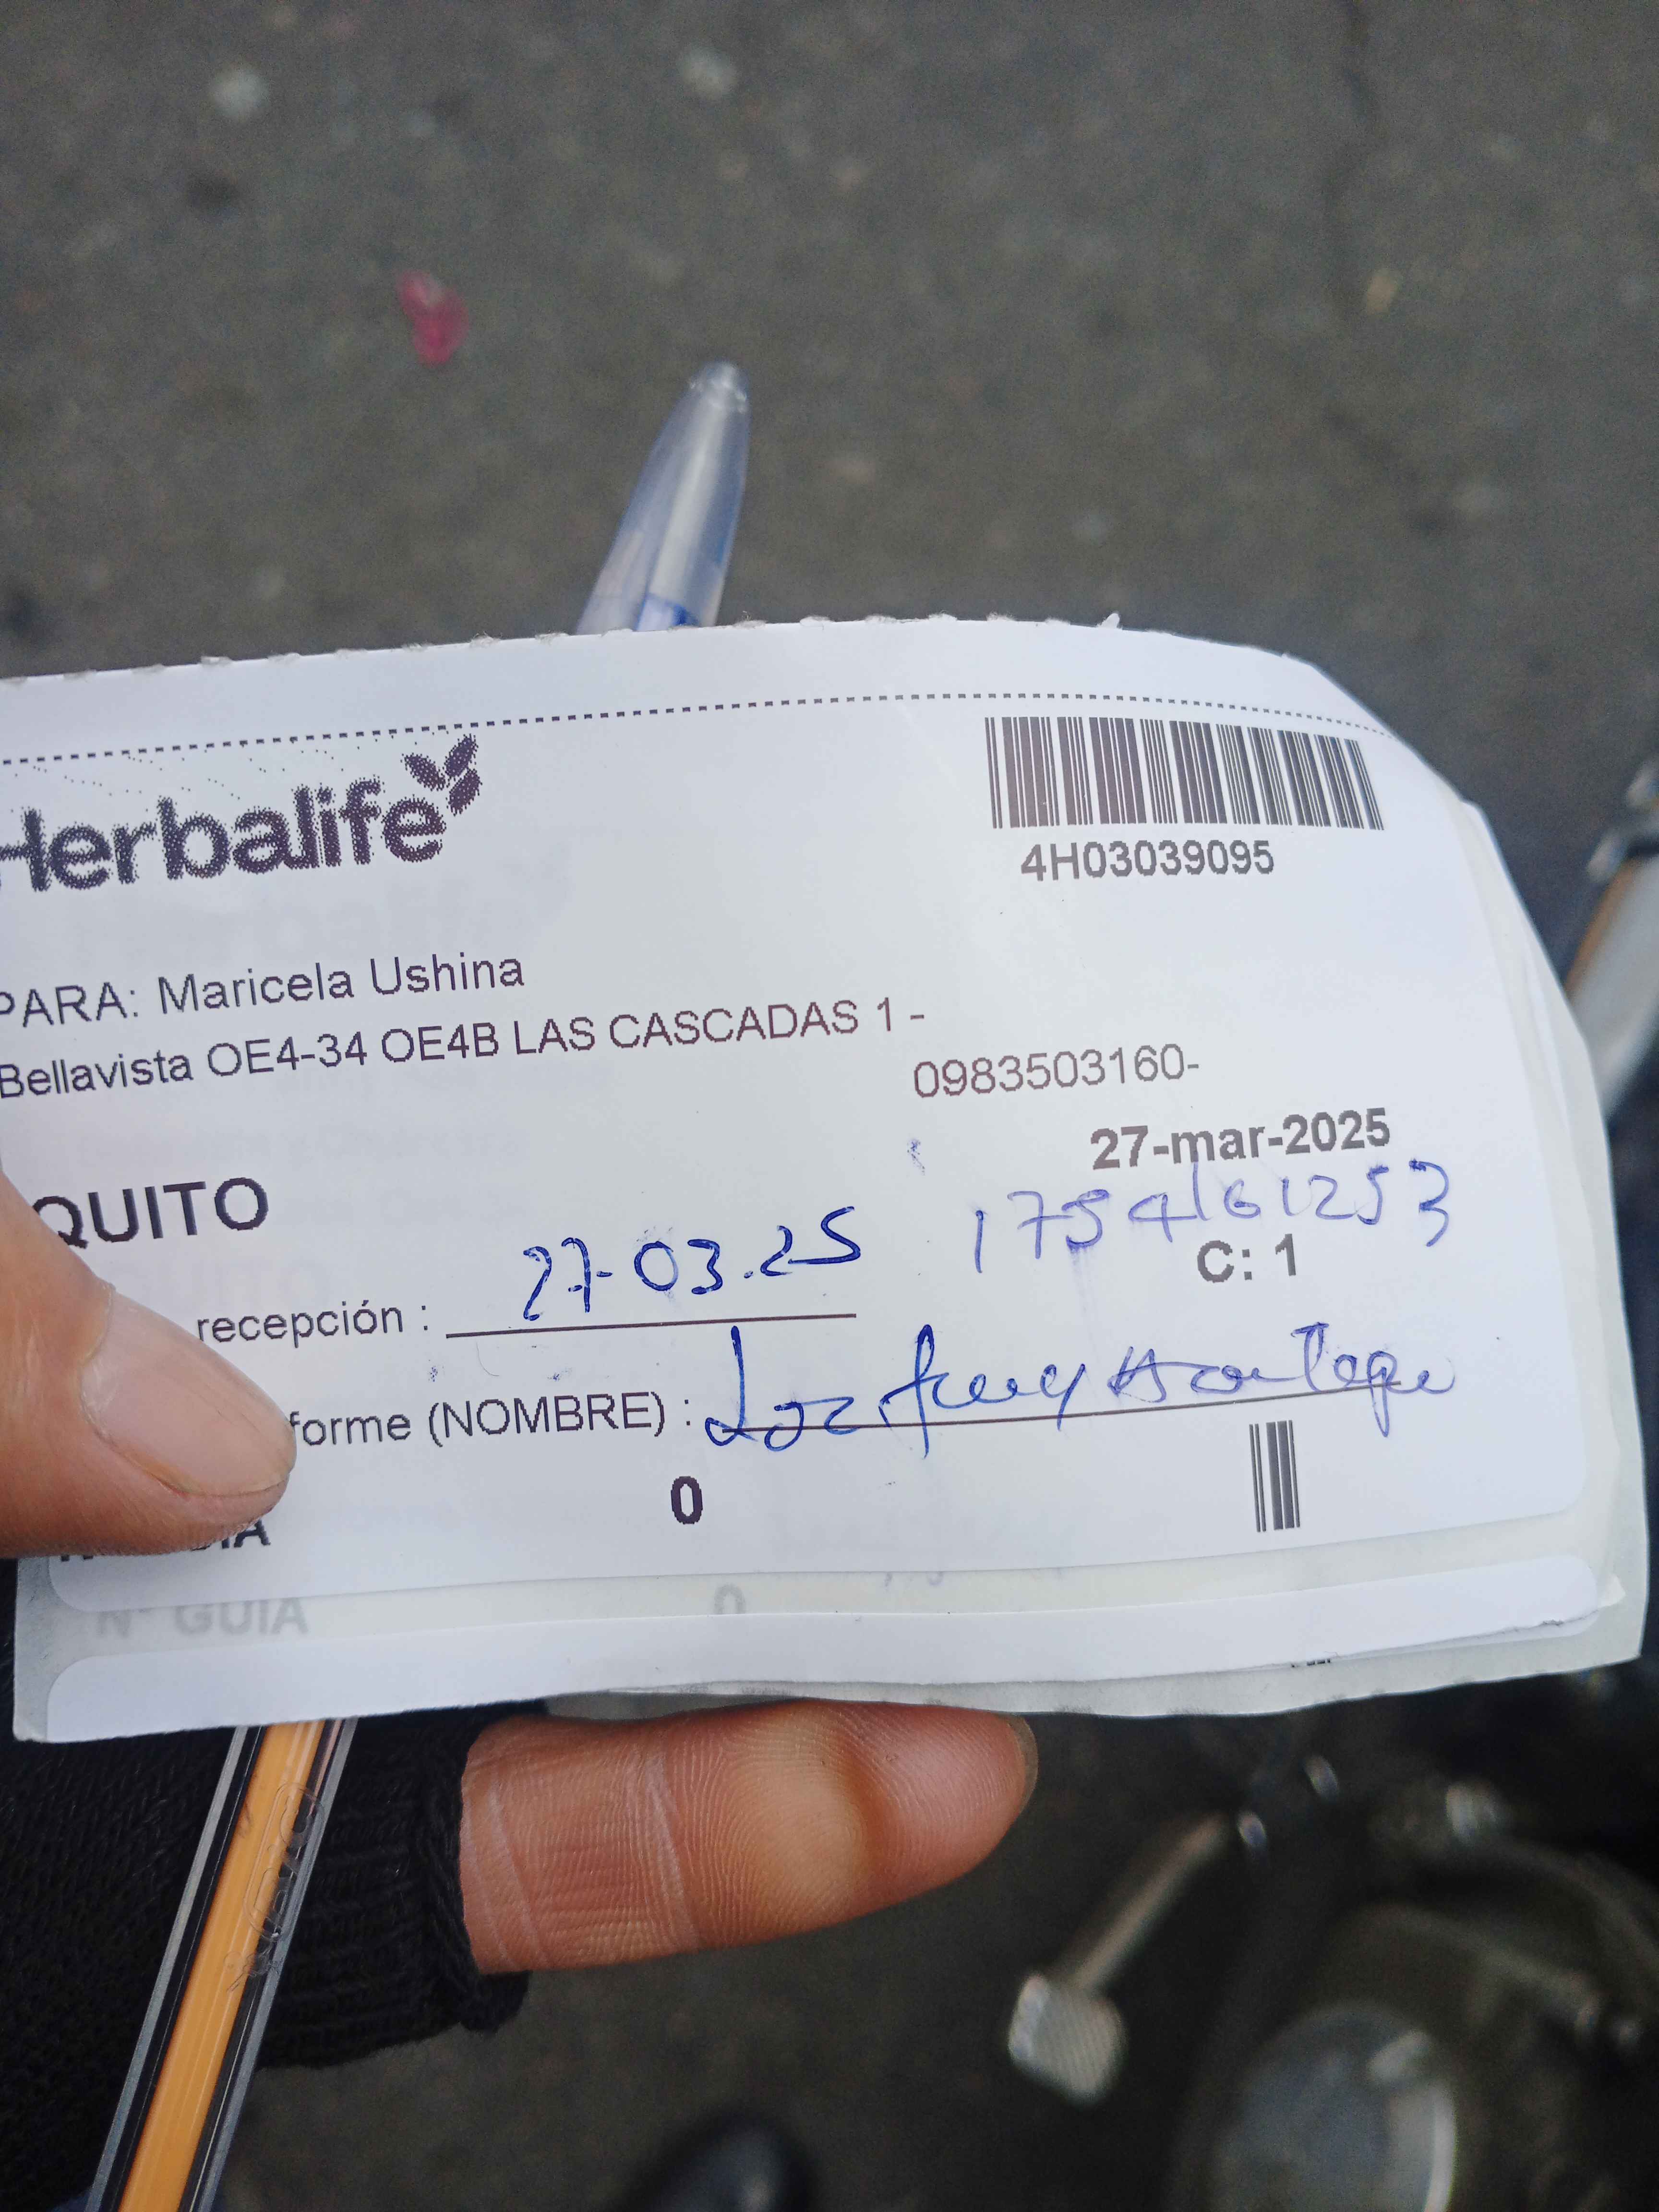 Herbalife
4H03039095
PARA: Maricela Ushina
Bellavista OE4-34 OE4B LAS CASCADAS 1 -
0983503160-
27-mar-2025
QUITO
1754161253
C: 1
recepción : 27-03.25
forme (NOMBRE) :
0
N° GUIA
0